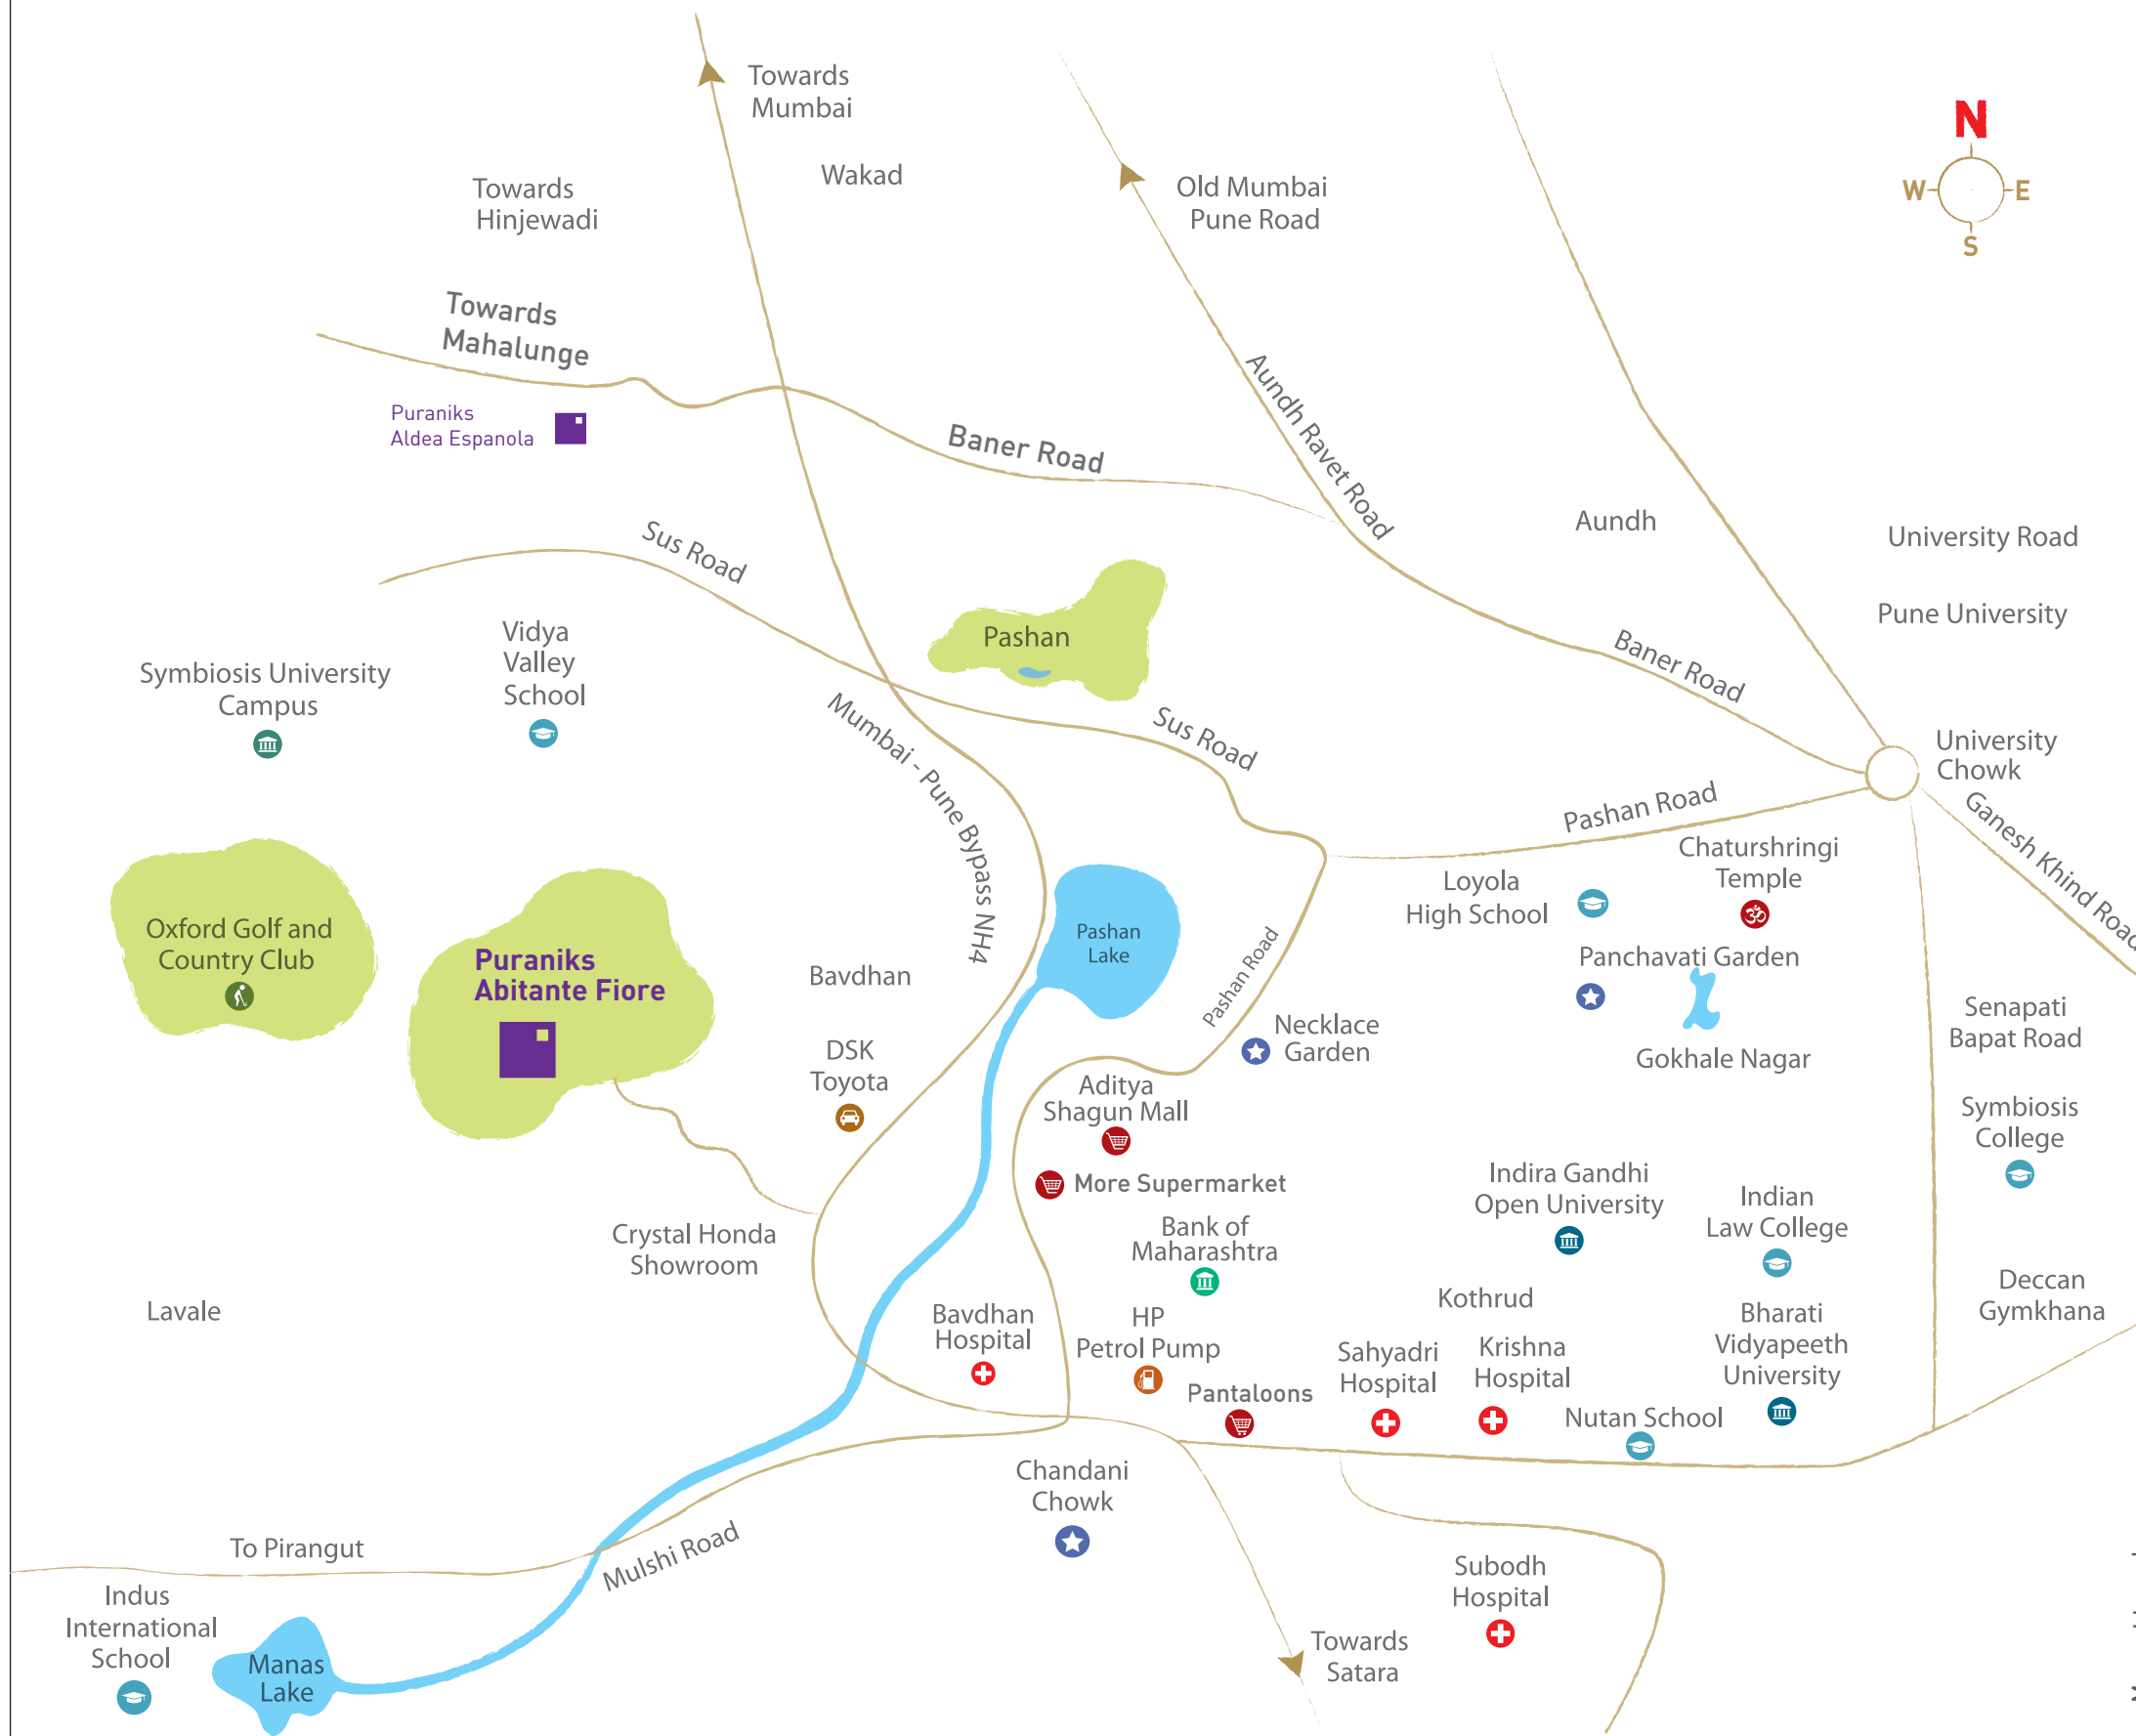 N
W
E
S
Towards
Mumbai
Wakad
Towards
Hinjewadi
Old Mumbai
Pune Road
Towards
Mahalunge
Puraniks
Aldea Espanola
Baner Road
Aundh Ravet Road
Aundh
University Road
Pune University
Sus Road
Pashan
Baner Road
Vidya
Valley
School
Symbiosis University
Campus
Mumbai - Pune Bypass NH4
Sus Road
University
Chowk
Pashan Road
Ganesh Khind Road
Chaturshringi
Temple
Loyola
High School
Oxford Golf and
Country Club
Puraniks
Abitante Fiore
Bavdhan
Pashan
Lake
Pashan Road
Panchavati Garden
Necklace
Garden
Gokhale Nagar
Senapati
Bapat Road
DSK
Toyota
Aditya
Shagun Mall
Symbiosis
College
More Supermarket
Indira Gandhi
Open University
Indian
Law College
Bank of
Maharashtra
Crystal Honda
Showroom
Lavale
Bavdhan
Hospital
HP
Petrol Pump
Kothrud
Deccan
Gymkhana
Bharati
Vidyapeeth
University
Sahyadri
Hospital
Krishna
Hospital
Pantaloons
Nutan School
Chandani
Chowk
To Pirangut
Mulshi Road
Indus
International
School
Manas
Lake
Subodh
Hospital
Towards
Satara